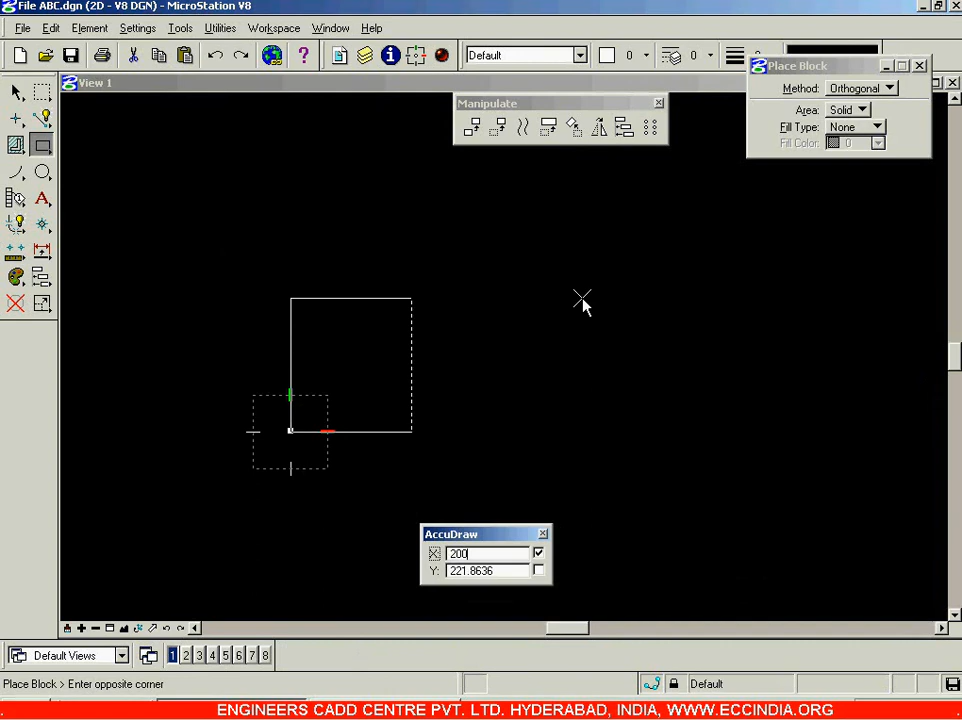 File ABC.dgn (2D - V8 DGN) - MicroStation V8
File Edit Element Settings Tools Utilities Workspace Window Help
Default 0 0
View 1
Place Block
Method: Orthogonal
Area: Solid
Fill Type: None
Fill Color: 0
Manipulate
AccuDraw
X: 200
Y: 221.8636
Default Views 1 2 3 4 5 6 7 8
Place Block > Enter opposite corner
Default
ENGINEERS CADD CENTRE PVT. LTD. HYDERABAD, INDIA, WWW.ECCINDIA.ORG